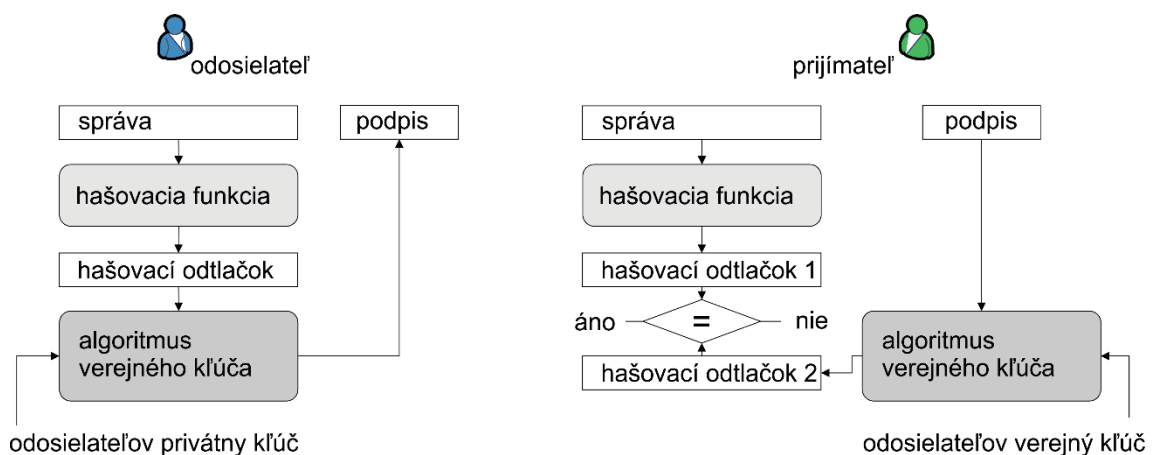 odosielateľ
správa
podpis
hašovacia funkcia
hašovací odtlačok
algoritmus
verejného kľúča
odosielateľov privátny kľúč
prijímateľ
správa
podpis
hašovacia funkcia
hašovací odtlačok 1
áno
=
nie
hašovací odtlačok 2
algoritmus
verejného kľúča
odosielateľov verejný kľúč